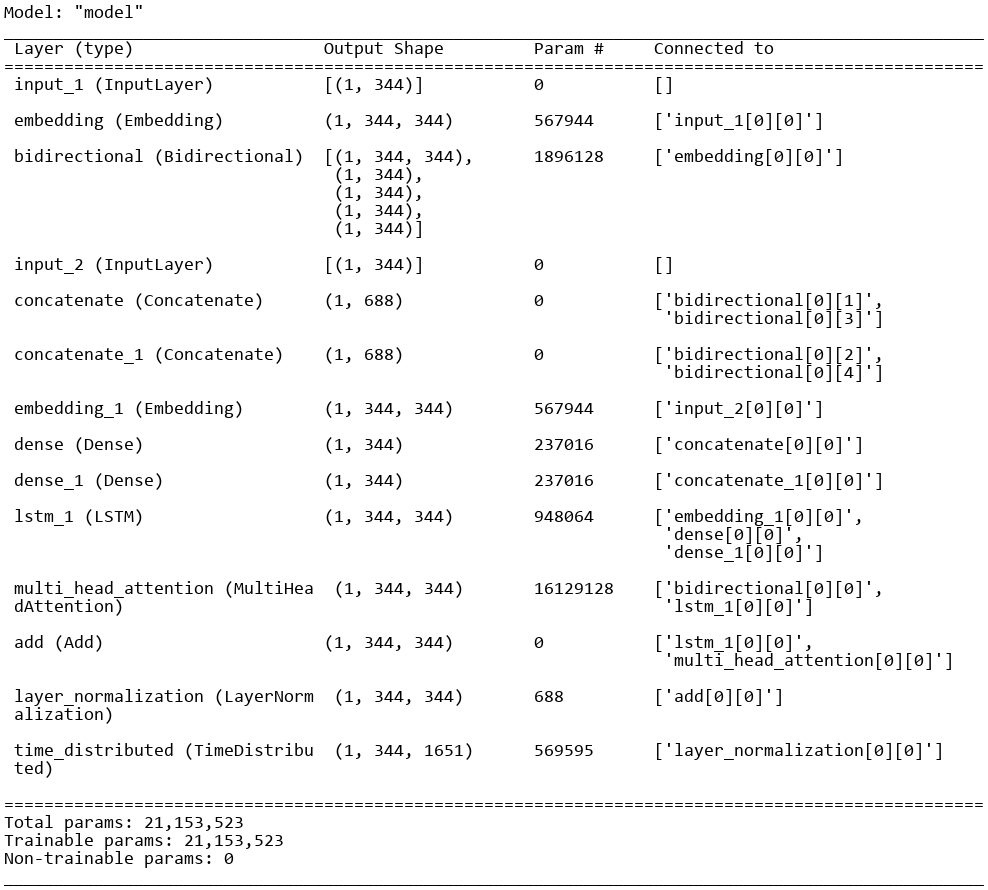 Model: "model"
Layer (type) Output Shape Param # Connected to
input_1 (InputLayer) [(1, 344)] 0 []
embedding (Embedding) (1, 344, 344) 567944 ['input_1[0][0]']
bidirectional (Bidirectional) [(1, 344, 344), 1896128 ['embedding[0][0]']
(1, 344),
(1, 344),
(1, 344),
(1, 344)]
input_2 (InputLayer) [(1, 344)] 0 []
concatenate (Concatenate) (1, 688) 0 ['bidirectional[0][1]',
'bidirectional[0][3]']
concatenate_1 (Concatenate) (1, 688) 0 ['bidirectional[0][2]',
'bidirectional[0][4]']
embedding_1 (Embedding) (1, 344, 344) 567944 ['input_2[0][0]']
dense (Dense) (1, 344) 237016 ['concatenate[0][0]']
dense_1 (Dense) (1, 344) 237016 ['concatenate_1[0][0]']
lstm_1 (LSTM) (1, 344, 344) 948064 ['embedding_1[0][0]',
'dense[0][0]',
'dense_1[0][0]']
multi_head_attention (MultiHea (1, 344, 344) 16129128 ['bidirectional[0][0]',
dAttention) 'lstm_1[0][0]']
add (Add) (1, 344, 344) 0 ['lstm_1[0][0]',
'multi_head_attention[0][0]']
layer_normalization (LayerNorm (1, 344, 344) 688 ['add[0][0]']
alization)
time_distributed (TimeDistribu (1, 344, 1651) 569595 ['layer_normalization[0][0]']
ted)
Total params: 21,153,523
Trainable params: 21,153,523
Non-trainable params: 0